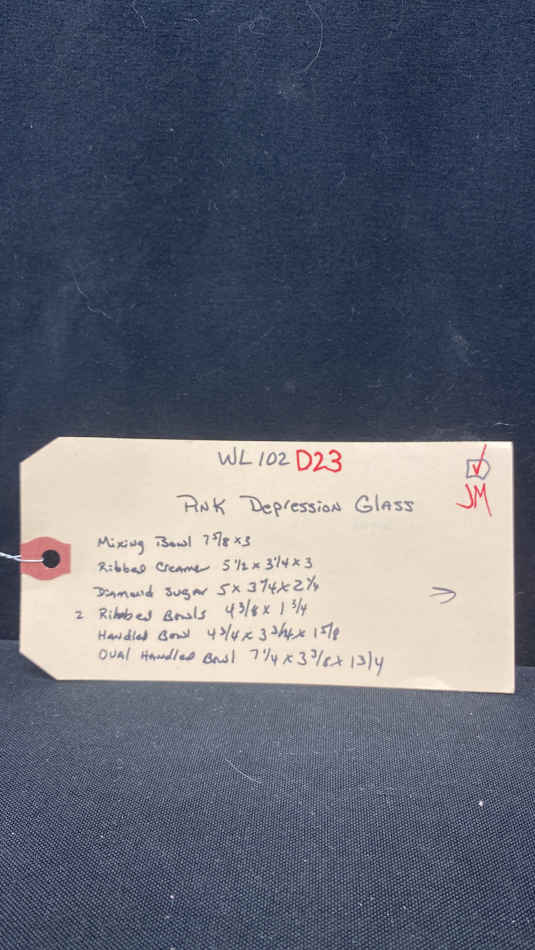 WL 102 D23
JM
Pink Depression Glass
Mixing Bowl 7 5/8 x 3
Ribbed Creamer 5 1/2 x 3 1/4 x 3
Diamond Sugar 5 x 3 1/4 x 2 1/4
2 Ribbed Bowls 4 3/8 x 1 3/4
Handled Bowl 4 3/4 x 3 3/4 x 1 5/8
Oval Handled Bowl 7 1/4 x 3 3/8 x 1 3/4